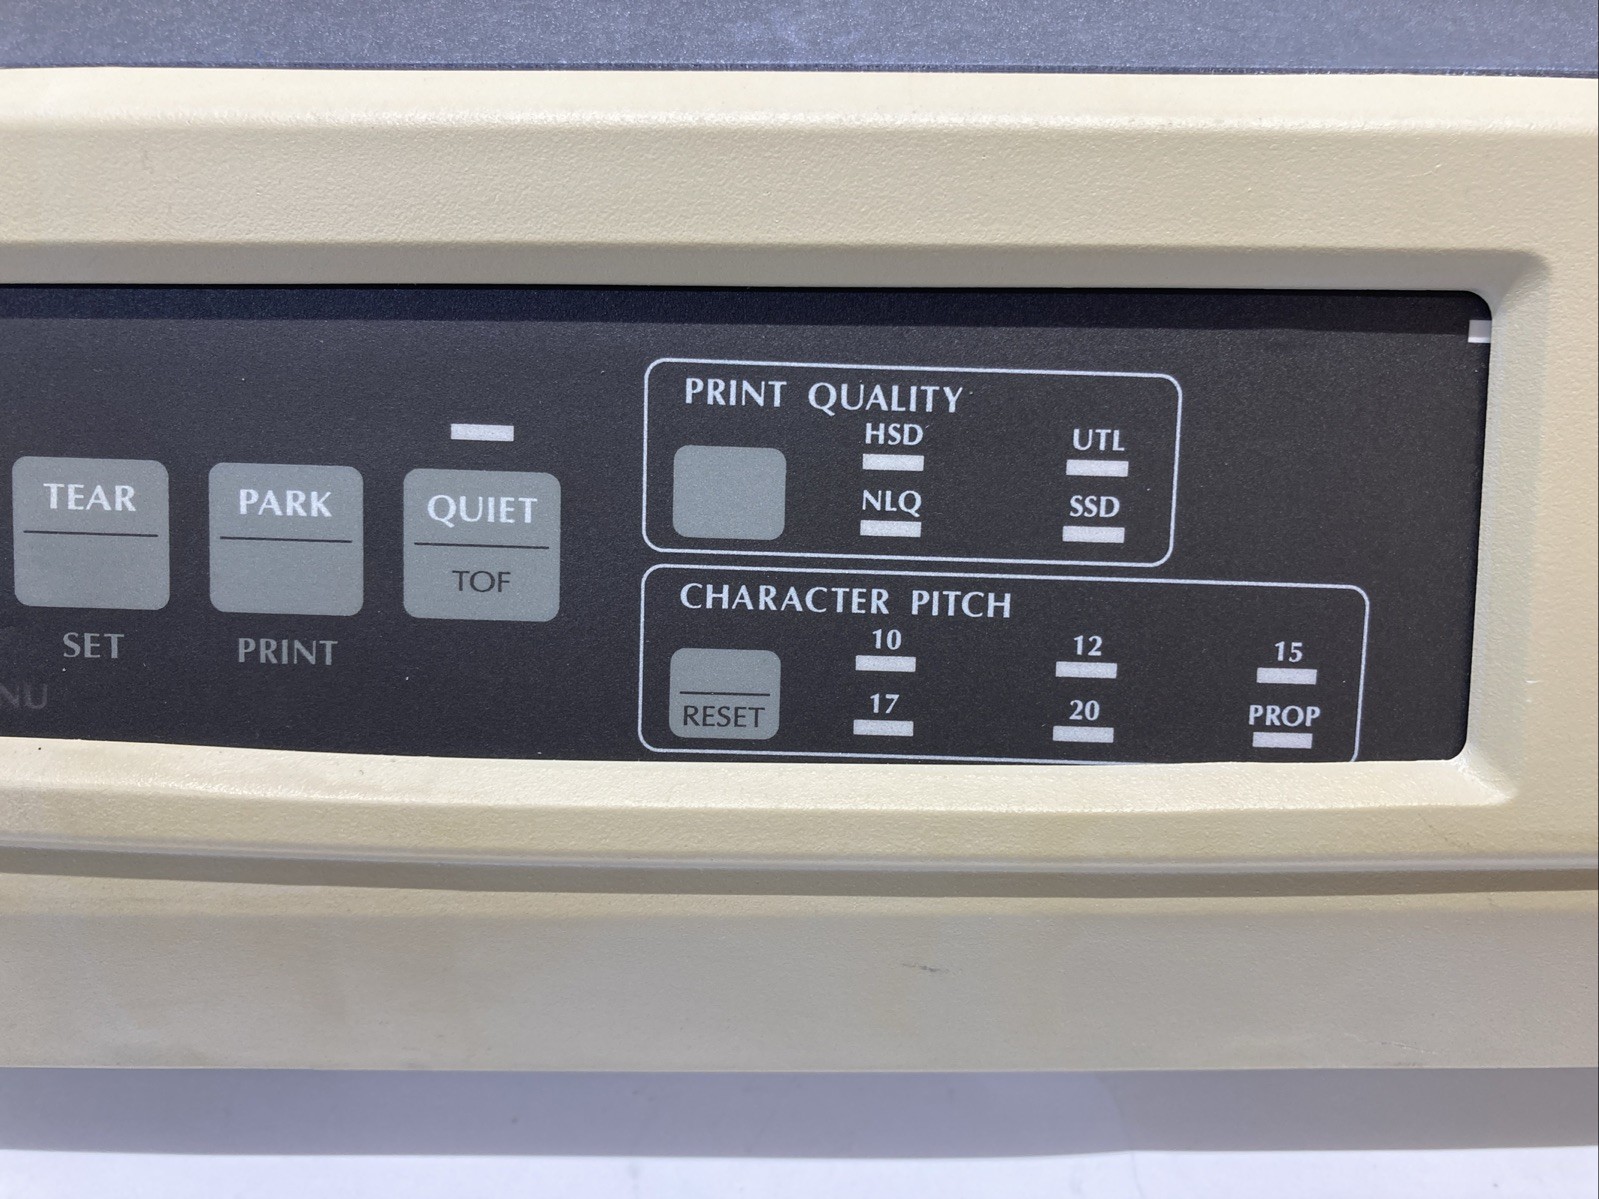 TEAR
SET
PARK
PRINT
QUIET
TOF
NU
PRINT QUALITY
HSD UTL
NLQ SSD
CHARACTER PITCH
10 12 15
17 20 PROP
RESET